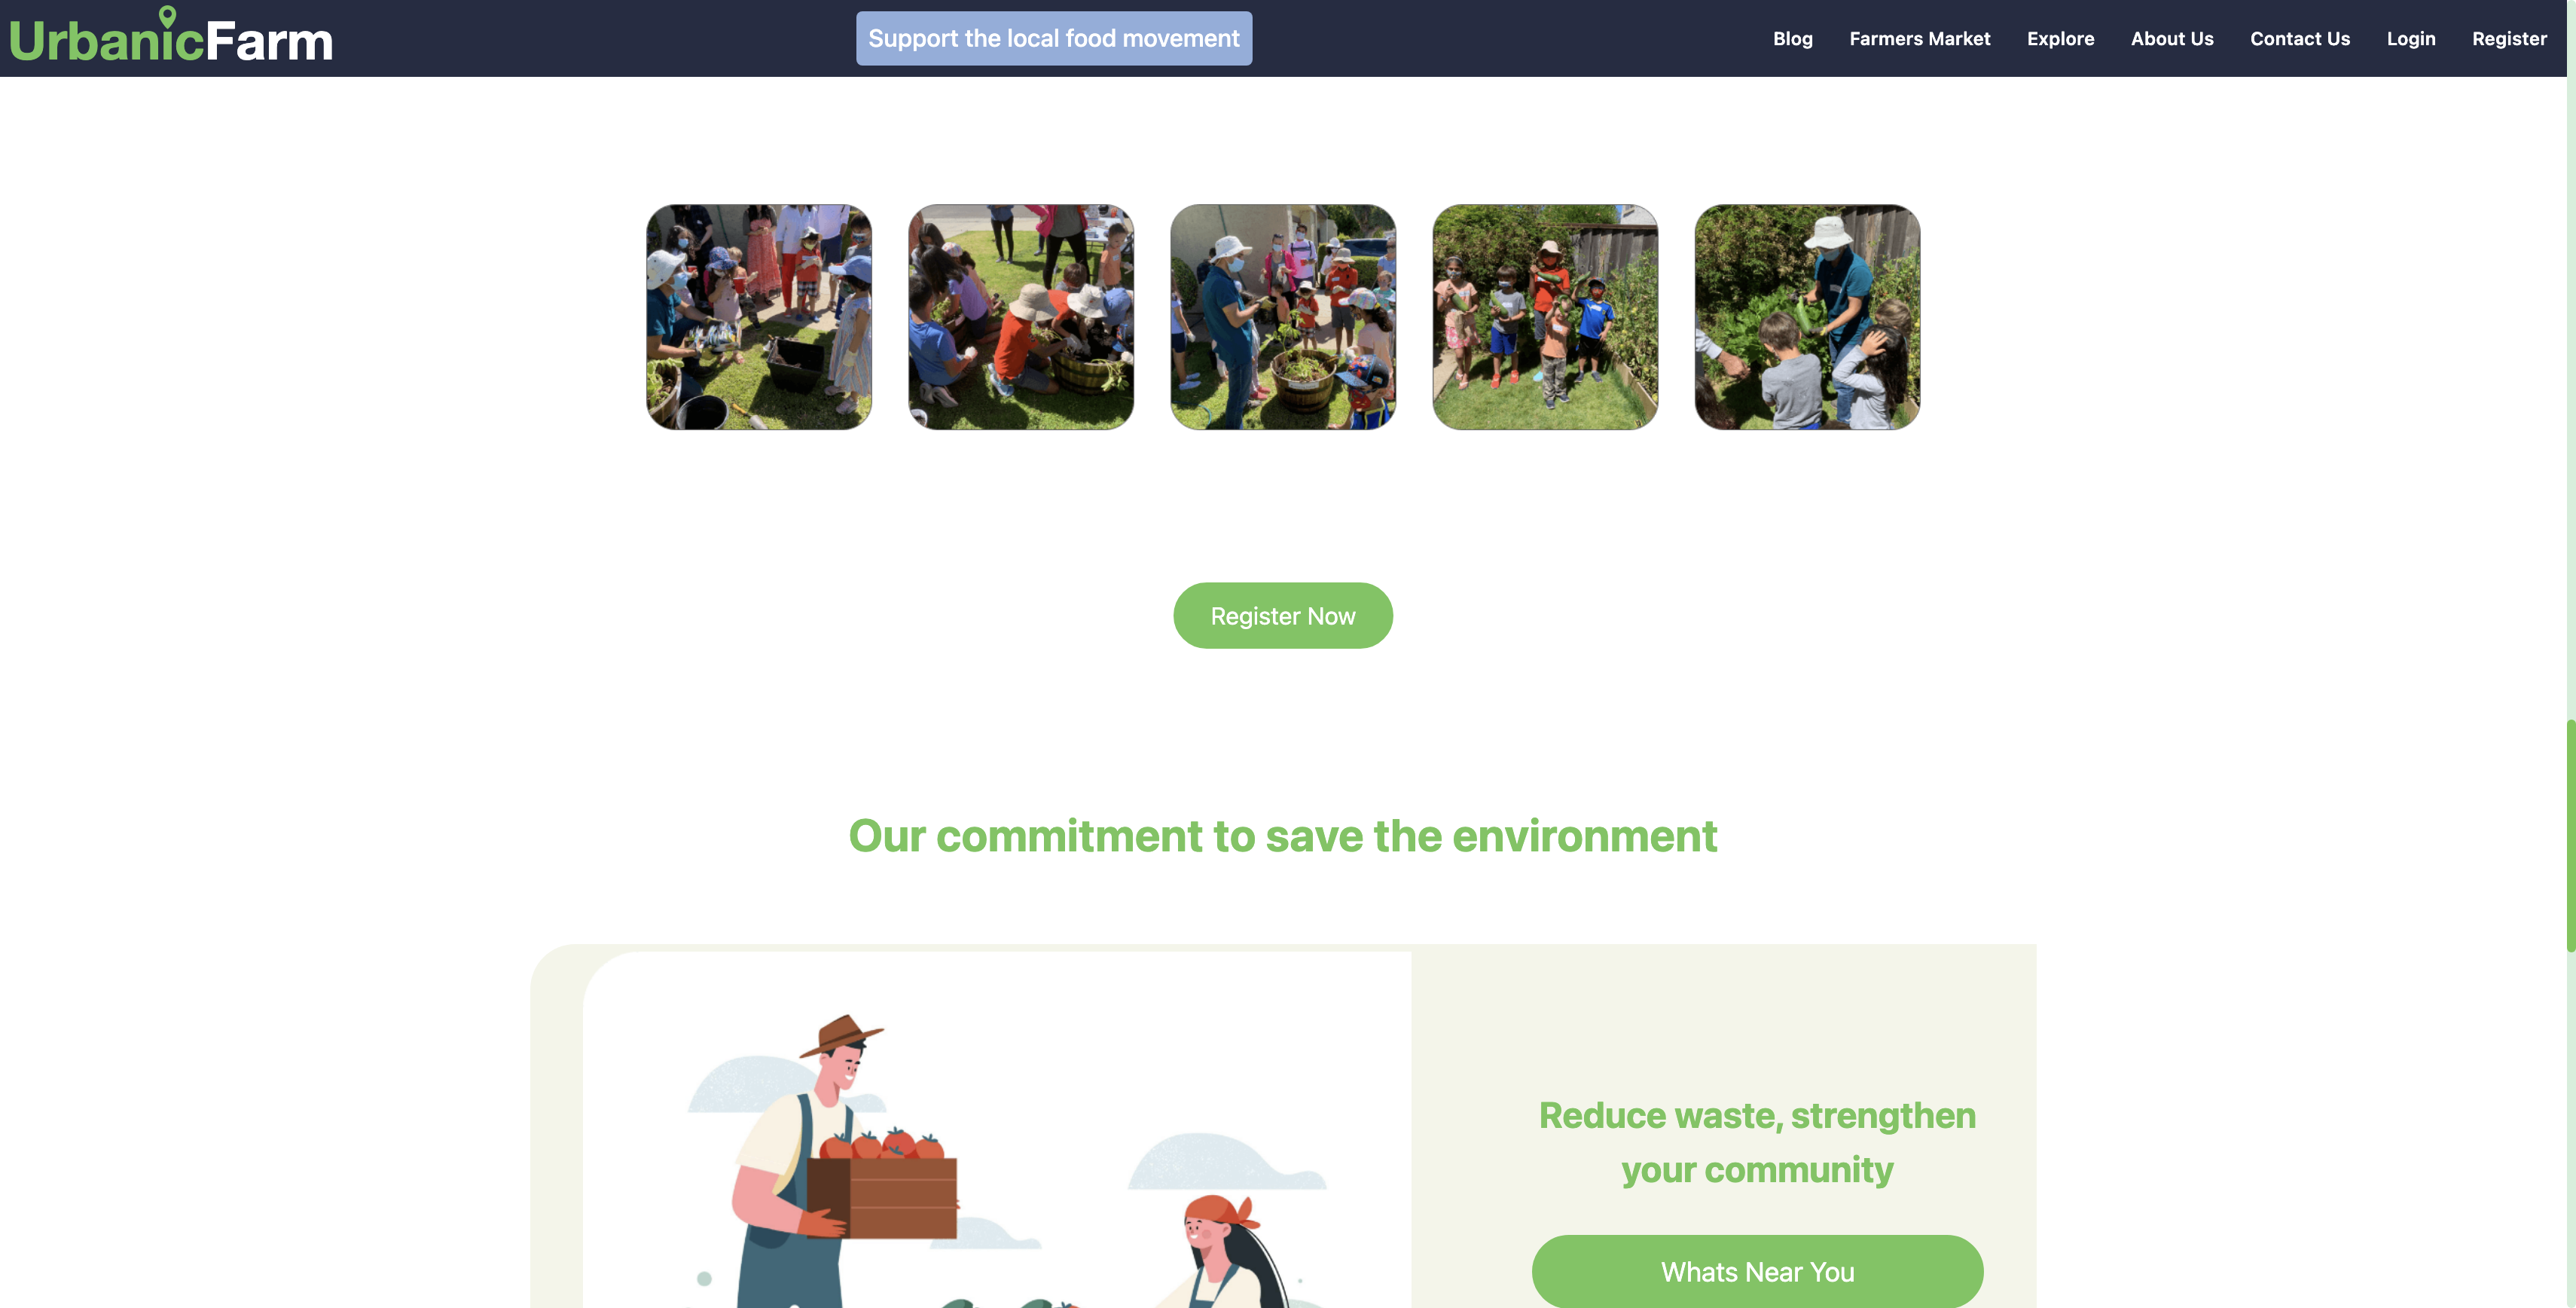 UrbanicFarm
Support the local food movement
Blog
Farmers Market
Explore
About Us
Contact Us
Login
Register
Register Now
Our commitment to save the environment
Reduce waste, strengthen
your community
Whats Near You